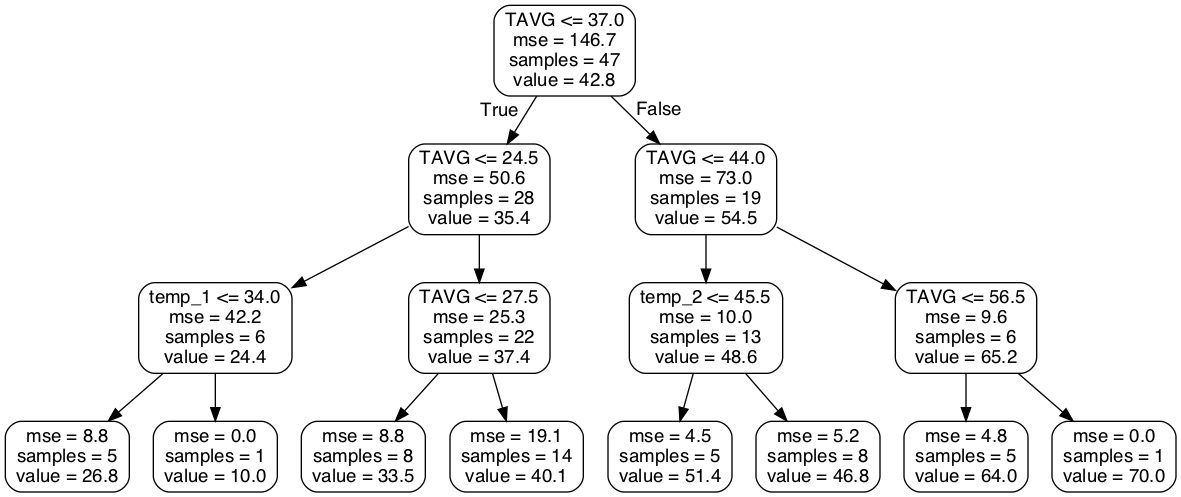 TAVG <= 37.0
mse = 146.7
samples = 47
value = 42.8
True
False
TAVG <= 24.5
mse = 50.6
samples = 28
value = 35.4
TAVG <= 44.0
mse = 73.0
samples = 19
value = 54.5
temp_1 <= 34.0
mse = 42.2
samples = 6
value = 24.4
TAVG <= 27.5
mse = 25.3
samples = 22
value = 37.4
temp_2 <= 45.5
mse = 10.0
samples = 13
value = 48.6
TAVG <= 56.5
mse = 9.6
samples = 6
value = 65.2
mse = 8.8
samples = 5
value = 26.8
mse = 0.0
samples = 1
value = 10.0
mse = 8.8
samples = 8
value = 33.5
mse = 19.1
samples = 14
value = 40.1
mse = 4.5
samples = 5
value = 51.4
mse = 5.2
samples = 8
value = 46.8
mse = 4.8
samples = 5
value = 64.0
mse = 0.0
samples = 1
value = 70.0